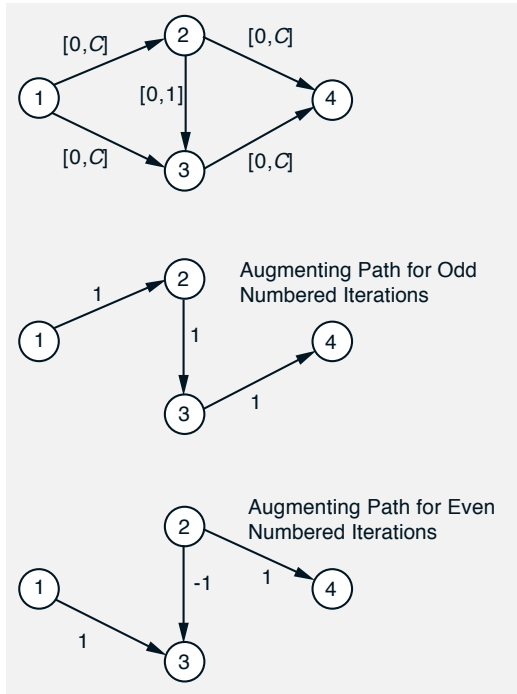 2
[0,C]
[0,C]
1
[0,1]
4
[0,C]
[0,C]
3
2
Augmenting Path for Odd
Numbered Iterations
1
1
1
4
1
3
Augmenting Path for Even
Numbered Iterations
2
1
-1
1
4
1
3